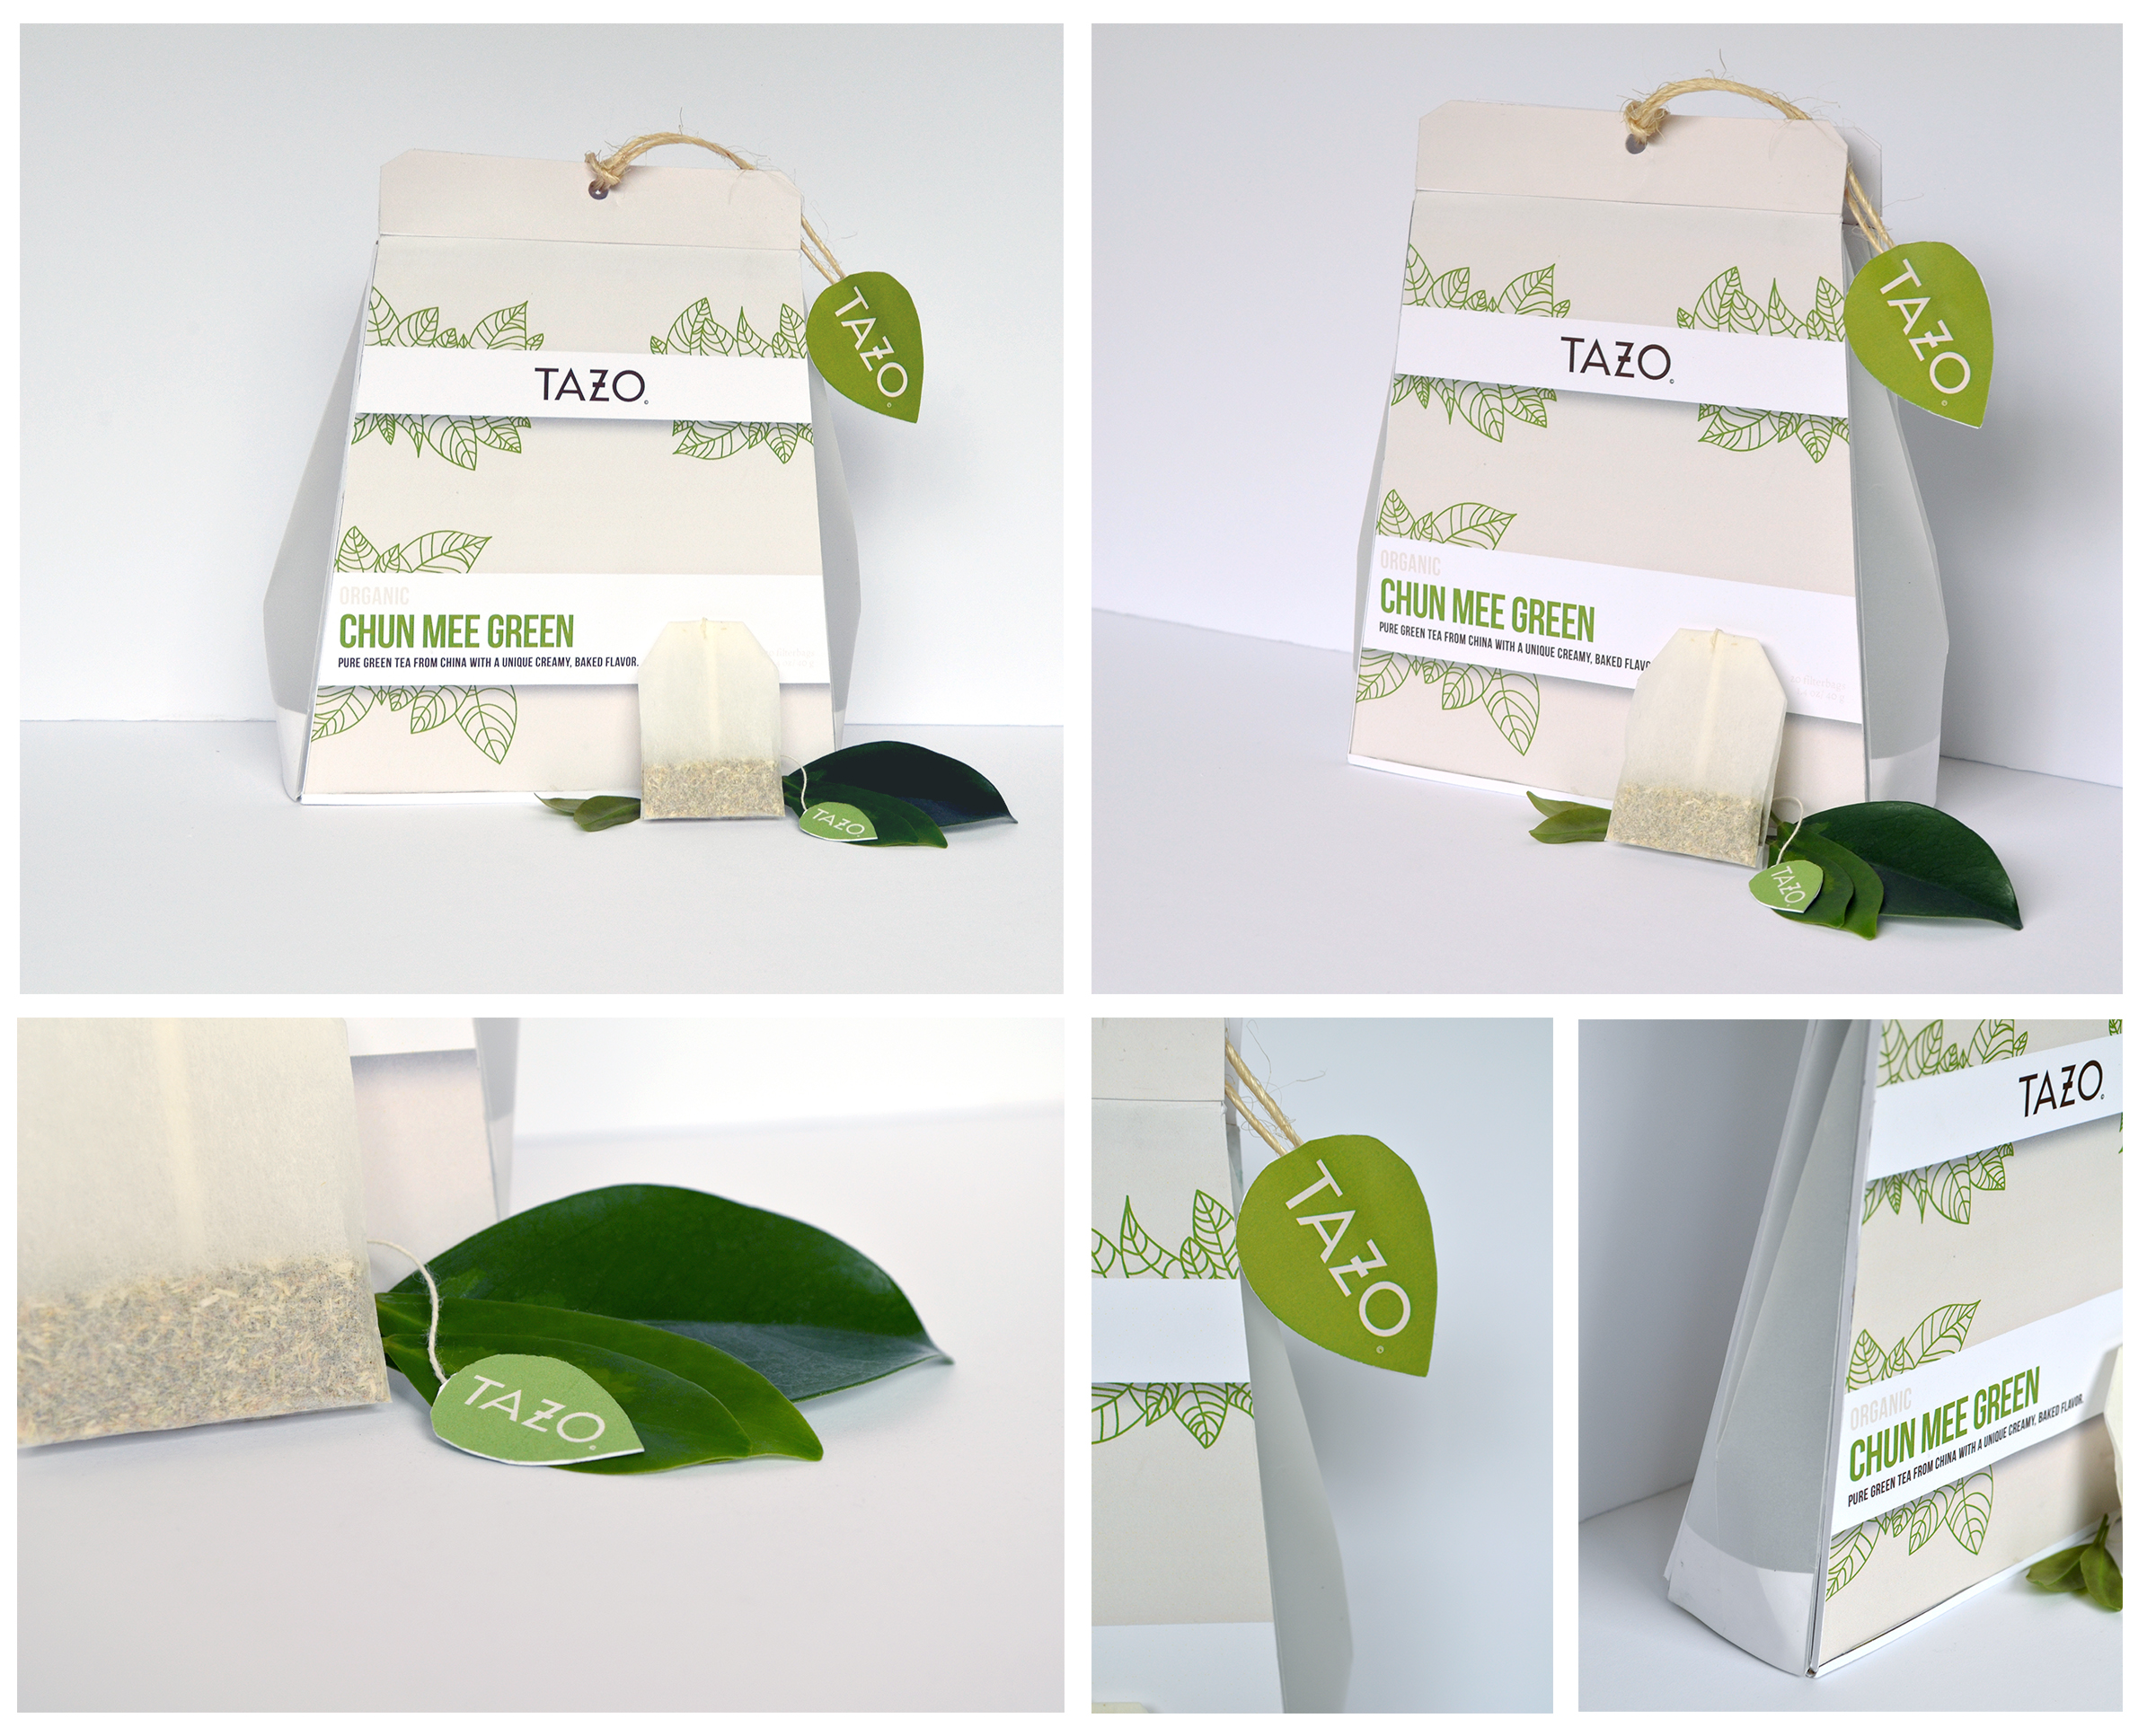 TAZO
TAZO
ORGANIC
CHUN MEE GREEN
PURE GREEN TEA FROM CHINA WITH A UNIQUE CREAMY, BAKED FLAVOR.
TAZO
TAZO
TAZO
ORGANIC
CHUN MEE GREEN
PURE GREEN TEA FROM CHINA WITH A UNIQUE CREAMY, BAKED FLAVO
filterbags
TAZO
TAZO
TAZO
TAZO
ORGANIC
CHUN MEE GREEN
PURE GREEN TEA FROM CHINA WITH A UNIQUE CREAMY, BAKED FLAVOR.